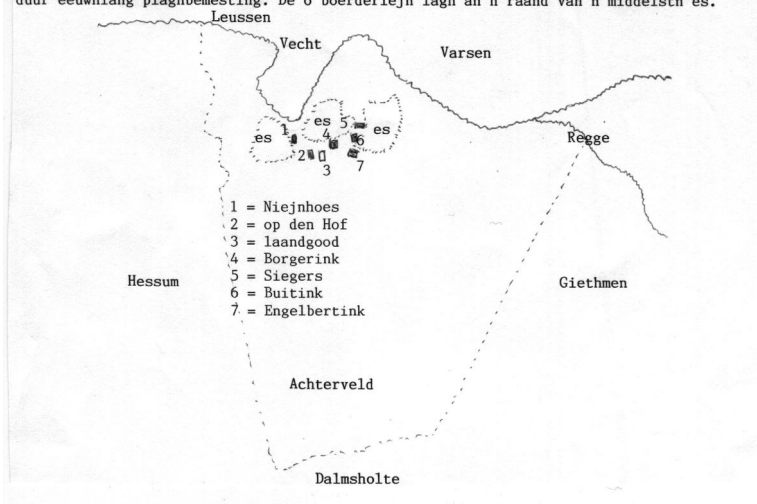 duur eeuwnlang plaghbemesting. De 6 boerderiejn lagn an n raand van n middelstn es.
Leussen
Vecht
Varsen
es
1
es
4
5
es
6
2
3
7
Regge
1 = Niejnhoes
2 = op den Hof
3 = laandgood
4 = Borgerink
5 = Siegers
6 = Buitink
7 = Engelbertink
Hessum
Giethmen
Achterveld
Dalmsholte